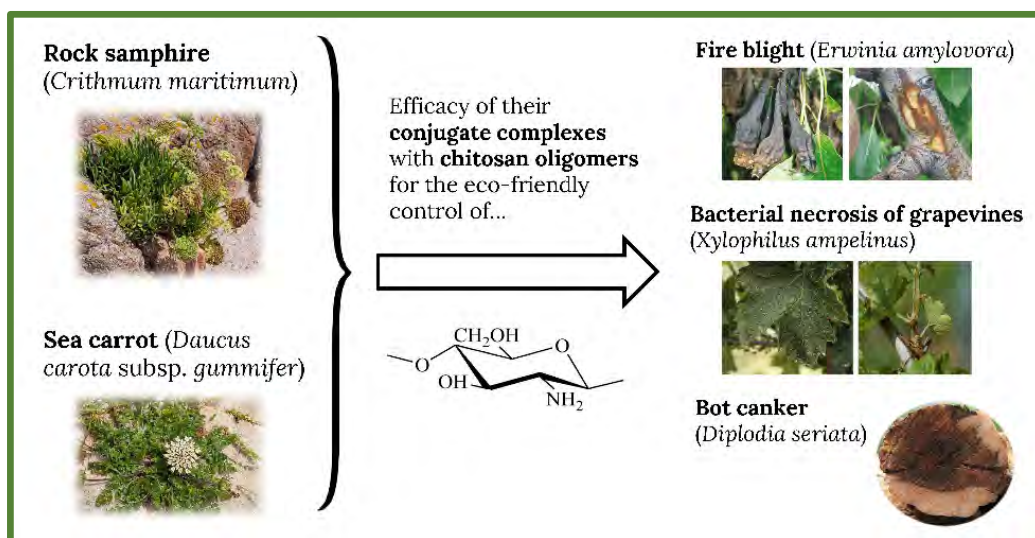 Rock samphire
(Crithmum maritimum)
Sea carrot (Daucus
carota subsp. gummifer)
Efficacy of their
conjugate complexes
with chitosan oligomers
for the eco-friendly
control of...
CH₂OH
O
O
OH
NH₂
Fire blight (Erwinia amylovora)
Bacterial necrosis of grapevines
(Xylophilus ampelinus)
Bot canker
(Diplodia seriata)